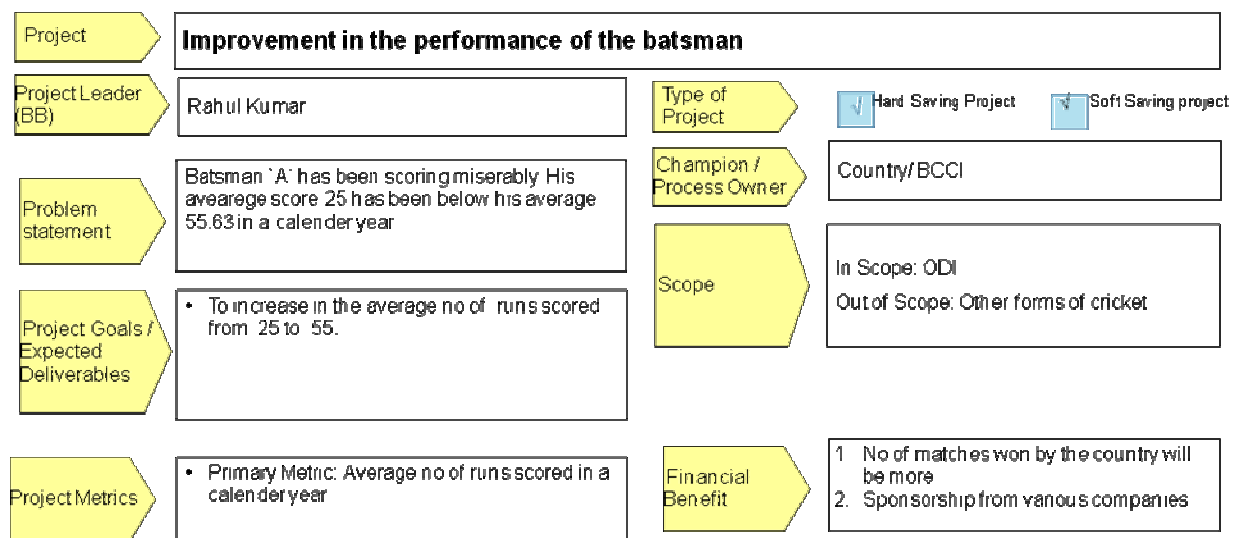 Project
Improvement in the performance of the batsman
Project Leader
(BB)
Rahul Kumar
Type of
Project
√ Hard Saving Project
√ Soft Saving project
Champion /
Process Owner
Country/ BCCI
Problem
statement
Batsman `A` has been scoring miserably His
avearege score 25 has been below his average
55.63 in a calender year
Scope
In Scope: ODI
Out of Scope: Other forms of cricket
Project Goals /
Expected
Deliverables
• To increase in the average no of runs scored
from 25 to 55.
Project Metrics
• Primary Metric: Average no of runs scored in a
calender year
Financial
Benefit
1 No of matches won by the country will
be more
2. Sponsorship from various companies